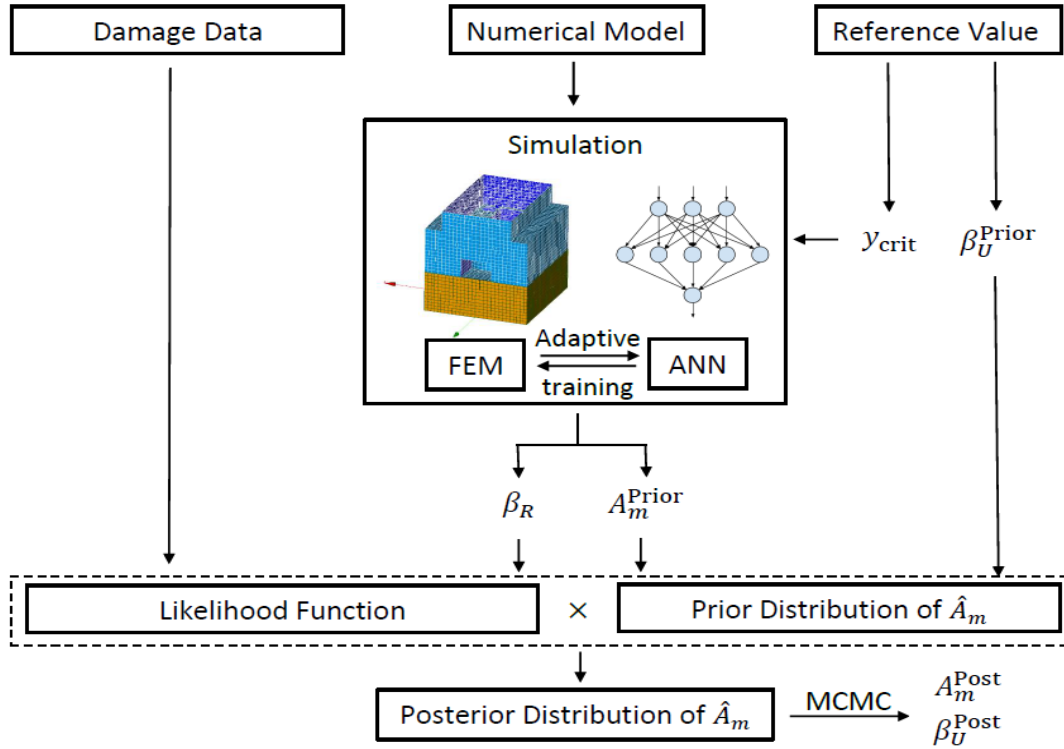 Damage Data
Numerical Model
Reference Value
Simulation
FEM
Adaptive
training
ANN
y_crit
β_U^Prior
β_R
A_m^Prior
Likelihood Function
×
Prior Distribution of Â_m
Posterior Distribution of Â_m
MCMC
A_m^Post
β_U^Post